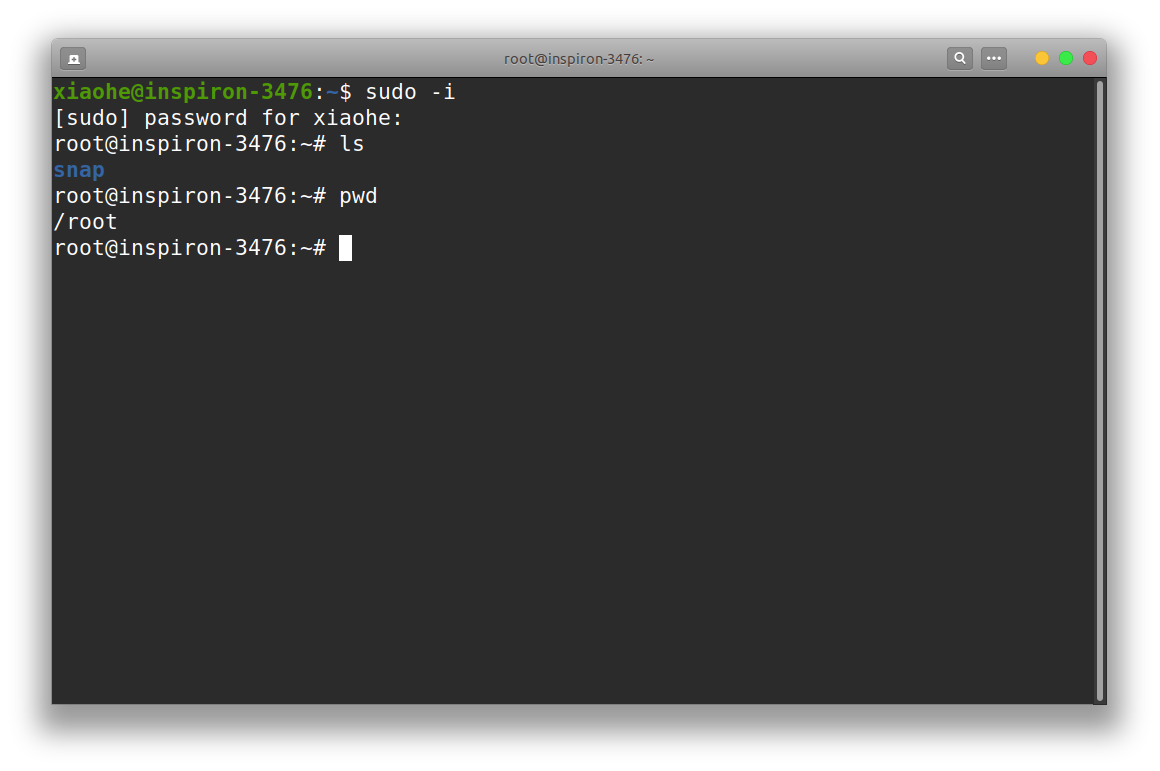 root@inspiron-3476: ~
xiaohe@inspiron-3476:~$ sudo -i
[sudo] password for xiaohe:
root@inspiron-3476:~# ls
snap
root@inspiron-3476:~# pwd
/root
root@inspiron-3476:~#